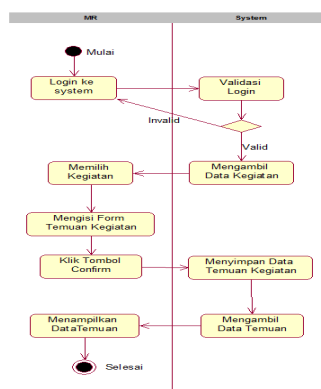 MR
System
Mulai
Login ke
system
Validasi
Login
Invalid
Valid
Memilih
Kegiatan
Mengambil
Data Kegiatan
Mengisi Form
Temuan Kegiatan
Klik Tombol
Confirm
Menyimpan Data
Temuan Kegiatan
Menampilkan
DataTemuan
Mengambil
Data Temuan
Selesai